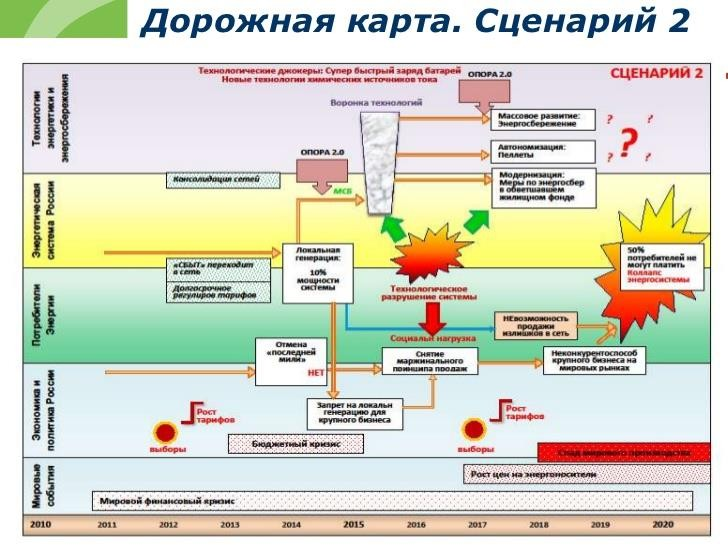 Дорожная карта. Сценарий 2
Технологические джокеры: Супер быстрый заряд батарей
Новые технологии химических источников тока
ОПОРА 2.0
СЦЕНАРИЙ 2
Технологии
энергетики и
энергосбережения
Воронка технологий
Массовое развитие:
Энергосбережение
?
?
?
?
?
ОПОРА 2.0
Автономизация:
Пеллеты
МСБ
Модернизация:
Меры по энергосбер
в обветшавшем
жилищном фонде
Консолидация сетей
Энергетическая
система России
Локальная
генерация:
10%
мощности
системы
50%
потребителей не
могут платить
Коллапс
энергосистемы
«СБЫТ» переходит
в сеть
Долгасрочное
регулиров тарифов
Технологическое
разрушение системы
Потребители
Энергии
НЕвозможность
продажи
излишков в сеть
Социальн нагрузка
Отмена
«последней
мили»
НЕТ
Снятие
маржинального
принципа продаж
Неконкурентоспособ
крупного бизнеса на
мировых рынках
Экономика и
политика России
Запрет на локальн
генерацию для
крупного бизнеса
Рост
тарифов
выборы
Рост
тарифов
выборы
Бюджетный кризис
Спад мирового производства
Мировые
события
Рост цен на энергоносители
Мировой финансовый кризис
2010 2011 2012 2013 2014 2015 2016 2017 2018 2019 2020